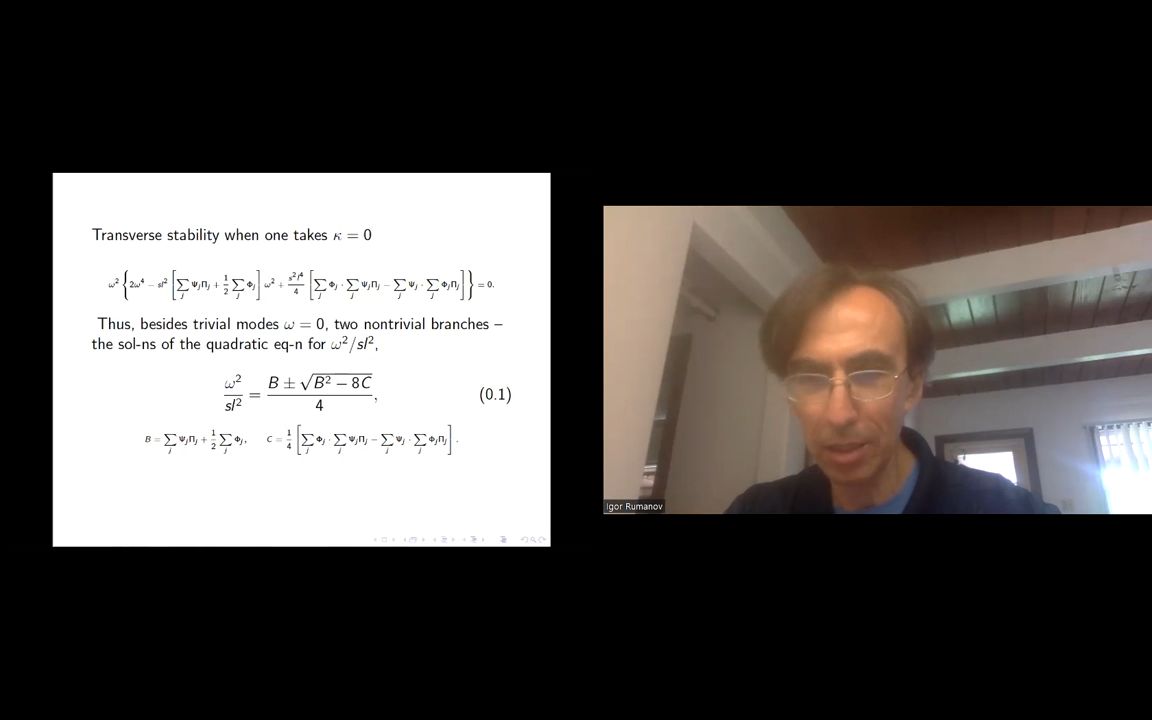 Transverse stability when one takes κ = 0
ω² { 2ω⁴ − sl² [ ∑_j Ψ_jΠ_j + 1/2 ∑_j Φ_j ] ω² + s²l⁴/4 [ ∑_j Φ_j · ∑_j Ψ_jΠ_j − ∑_j Ψ_j · ∑_j Φ_jΠ_j ] } = 0.
Thus, besides trivial modes ω = 0, two nontrivial branches –
the sol-ns of the quadratic eq-n for ω²/sl²,
ω²/sl² = (B ± √(B² − 8C))/4, (0.1)
B = ∑_j Ψ_jΠ_j + 1/2 ∑_j Φ_j, C = 1/4 [ ∑_j Φ_j · ∑_j Ψ_jΠ_j − ∑_j Ψ_j · ∑_j Φ_jΠ_j ] .
Igor Rumanov